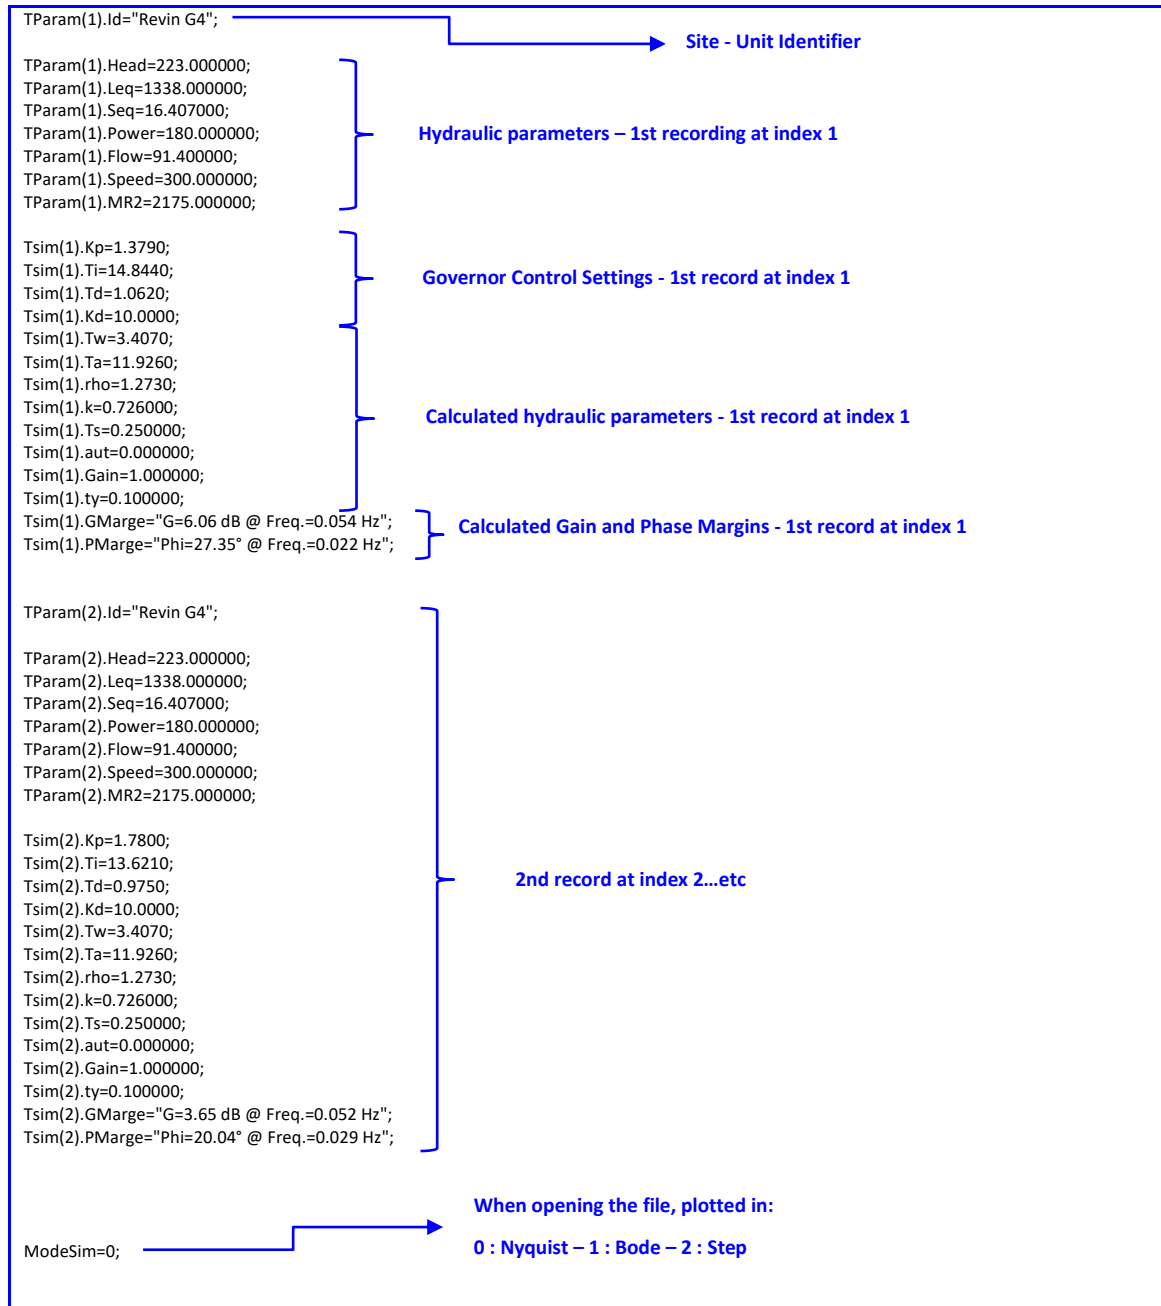 TParam(1).Id="Revin G4";
Site - Unit Identifier
TParam(1).Head=223.000000;
TParam(1).Leq=1338.000000;
TParam(1).Seq=16.407000;
TParam(1).Power=180.000000;
Hydraulic parameters – 1st recording at index 1
TParam(1).Flow=91.400000;
TParam(1).Speed=300.000000;
TParam(1).MR2=2175.000000;
Tsim(1).Kp=1.3790;
Tsim(1).Ti=14.8440;
Governor Control Settings - 1st record at index 1
Tsim(1).Td=1.0620;
Tsim(1).Kd=10.0000;
Tsim(1).Tw=3.4070;
Tsim(1).Ta=11.9260;
Tsim(1).rho=1.2730;
Tsim(1).k=0.726000;
Calculated hydraulic parameters - 1st record at index 1
Tsim(1).Ts=0.250000;
Tsim(1).aut=0.000000;
Tsim(1).Gain=1.000000;
Tsim(1).ty=0.100000;
Tsim(1).GMarge="G=6.06 dB @ Freq.=0.054 Hz";
Calculated Gain and Phase Margins - 1st record at index 1
Tsim(1).PMarge="Phi=27.35° @ Freq.=0.022 Hz";
TParam(2).Id="Revin G4";
TParam(2).Head=223.000000;
TParam(2).Leq=1338.000000;
TParam(2).Seq=16.407000;
TParam(2).Power=180.000000;
TParam(2).Flow=91.400000;
TParam(2).Speed=300.000000;
TParam(2).MR2=2175.000000;
Tsim(2).Kp=1.7800;
Tsim(2).Ti=13.6210;
Tsim(2).Td=0.9750;
2nd record at index 2...etc
Tsim(2).Kd=10.0000;
Tsim(2).Tw=3.4070;
Tsim(2).Ta=11.9260;
Tsim(2).rho=1.2730;
Tsim(2).k=0.726000;
Tsim(2).Ts=0.250000;
Tsim(2).aut=0.000000;
Tsim(2).Gain=1.000000;
Tsim(2).ty=0.100000;
Tsim(2).GMarge="G=3.65 dB @ Freq.=0.052 Hz";
Tsim(2).PMarge="Phi=20.04° @ Freq.=0.029 Hz";
When opening the file, plotted in:
ModeSim=0;
0 : Nyquist – 1 : Bode – 2 : Step